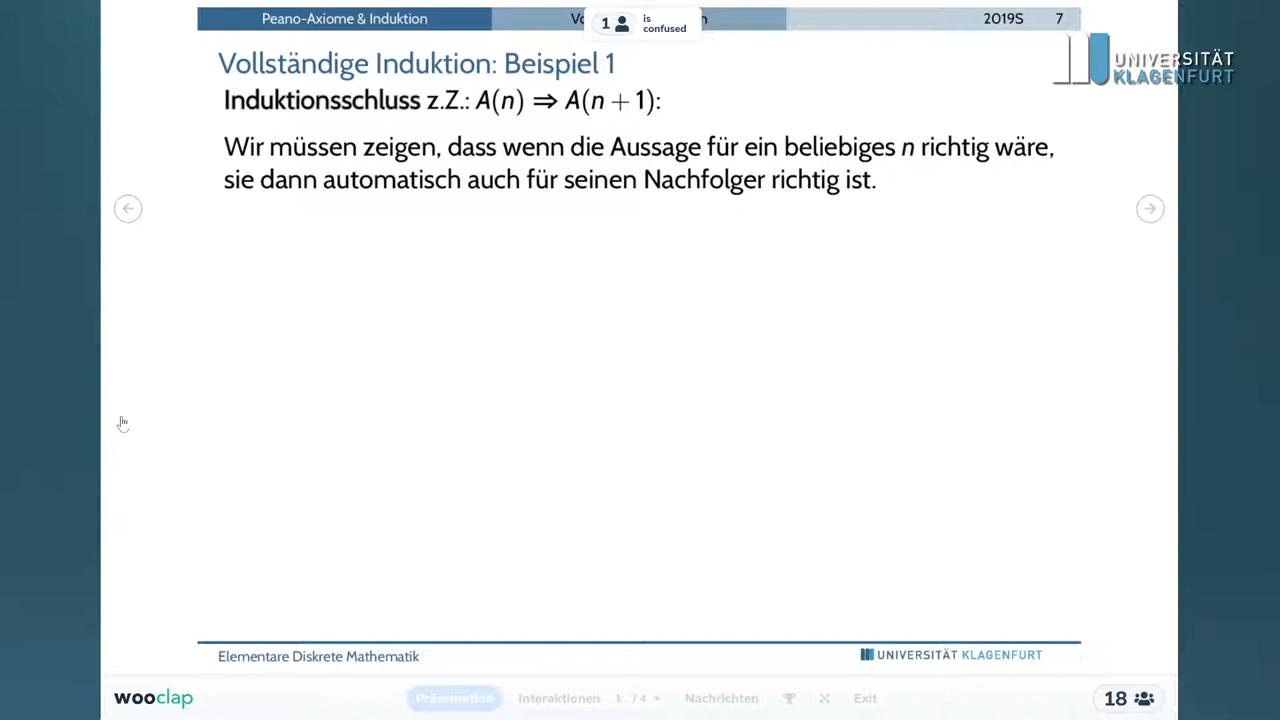 Peano-Axiome & Induktion
2019S 7
1 is confused
UNIVERSITÄT
KLAGENFURT
Vollständige Induktion: Beispiel 1
Induktionsschluss z.Z.: A(n) ⇒ A(n + 1):
Wir müssen zeigen, dass wenn die Aussage für ein beliebiges n richtig wäre,
sie dann automatisch auch für seinen Nachfolger richtig ist.
Elementare Diskrete Mathematik
UNIVERSITÄT KLAGENFURT
wooclap
Präsentation
Interaktionen 1 / 4
Nachrichten
Exit
18